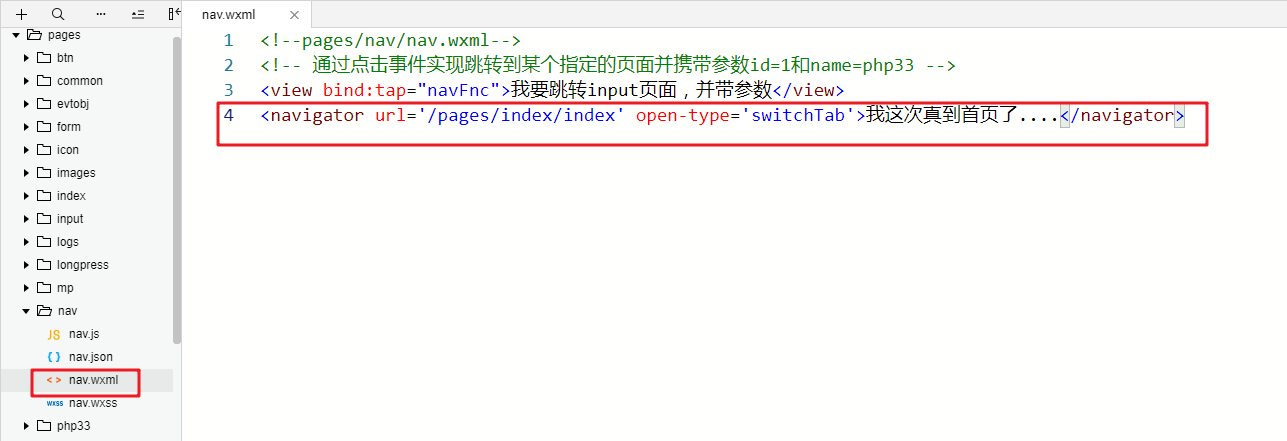 nav.wxml
pages
btn
common
evtobj
form
icon
images
index
input
logs
longpress
mp
nav
JS nav.js
{ } nav.json
< > nav.wxml
wxss nav.wxss
php33
1 <!--pages/nav/nav.wxml-->
2 <!-- 通过点击事件实现跳转到某个指定的页面并携带参数id=1和name=php33 -->
3 <view bind:tap="navFnc">我要跳转input页面，并带参数</view>
4 <navigator url='/pages/index/index' open-type='switchTab'>我这次真到首页了....</navigator>